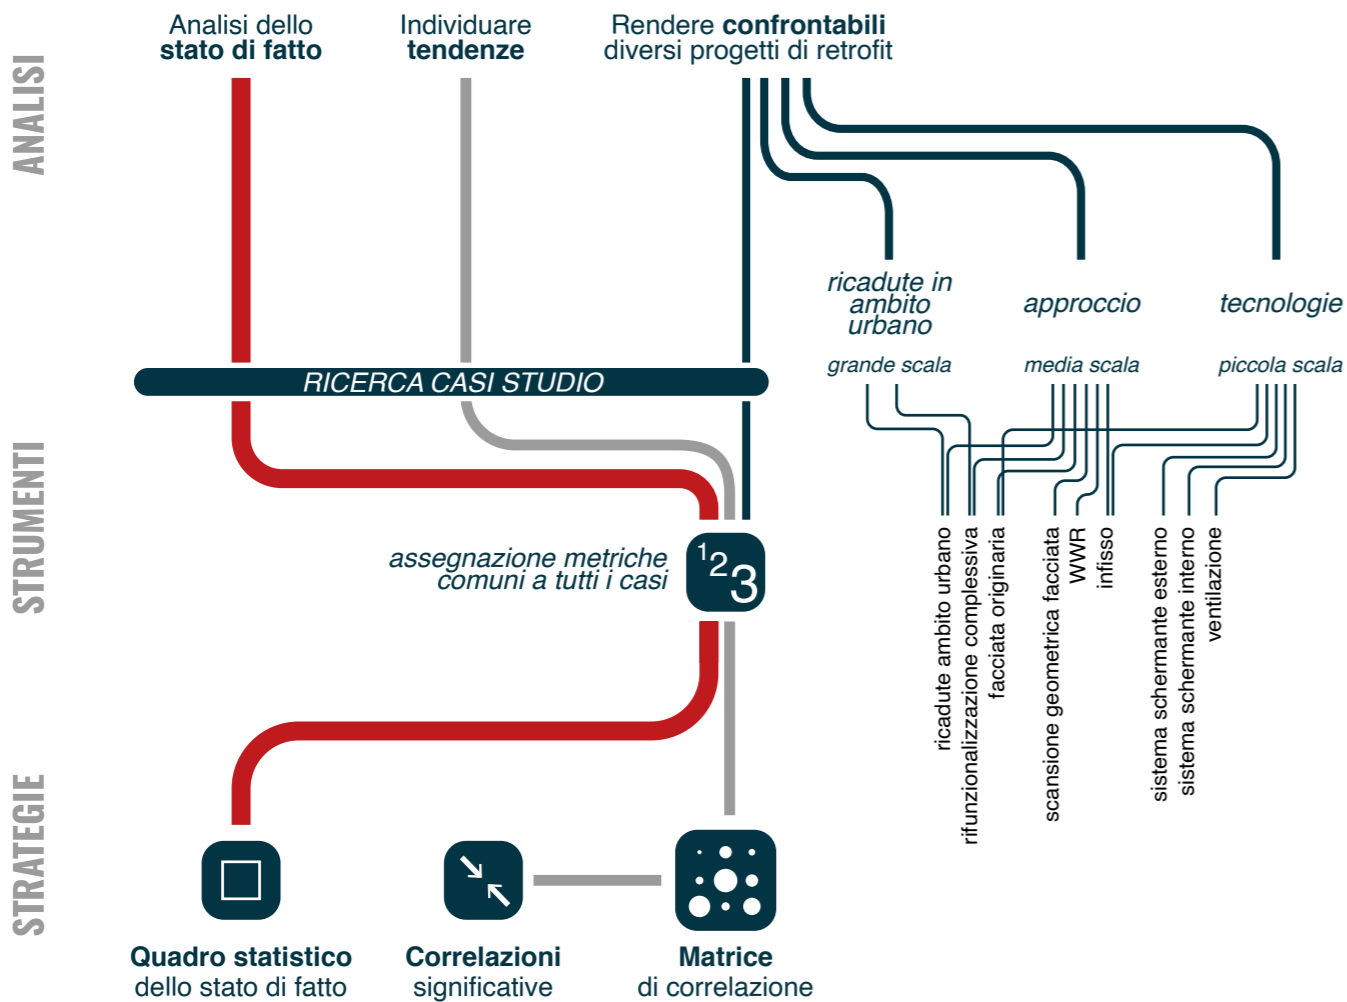 ANALISI
Analisi dello
stato di fatto
Individuare
tendenze
Rendere confrontabili
diversi progetti di retrofit
ricadute in
ambito
urbano
approccio
tecnologie
grande scala
media scala
piccola scala
RICERCA CASI STUDIO
STRUMENTI
assegnazione metriche
comuni a tutti i casi
123
ricadute ambito urbano
rifunzionalizzazione complessiva
facciata originaria
scansione geometrica facciata
WWR
infisso
sistema schermante esterno
sistema schermante interno
ventilazione
STRATEGIE
Quadro statistico
dello stato di fatto
Correlazioni
significative
Matrice
di correlazione